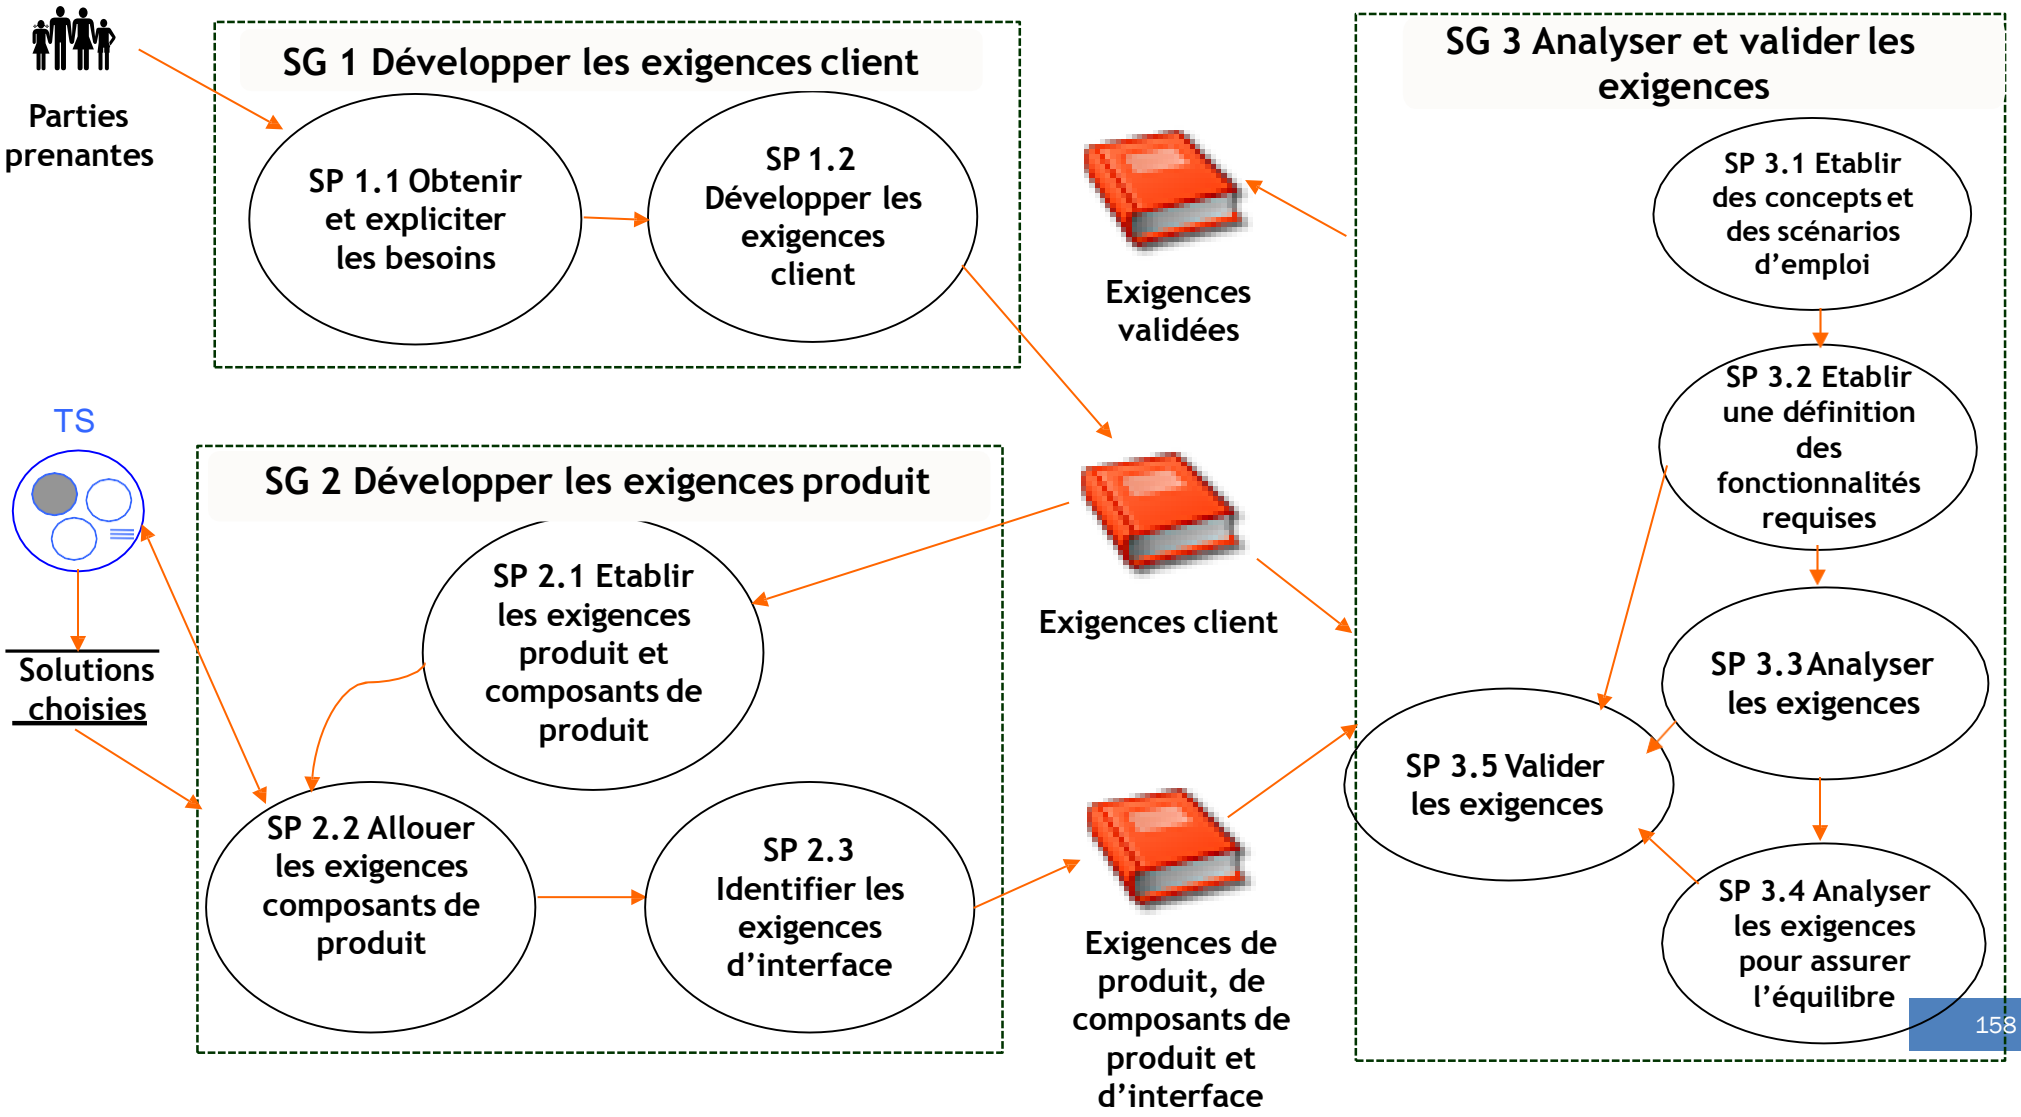 Parties
prenantes
SG 1 Développer les exigences client
SP 1.1 Obtenir
et expliciter
les besoins
SP 1.2
Développer les
exigences
client
Exigences
validées
SG 3 Analyser et valider les
exigences
SP 3.1 Etablir
des concepts et
des scénarios
d’emploi
SP 3.2 Etablir
une définition
des
fonctionnalités
requises
SP 3.3 Analyser
les exigences
SP 3.5 Valider
les exigences
SP 3.4 Analyser
les exigences
pour assurer
l’équilibre
TS
Solutions
choisies
SG 2 Développer les exigences produit
SP 2.1 Etablir
les exigences
produit et
composants de
produit
SP 2.2 Allouer
les exigences
composants de
produit
SP 2.3
Identifier les
exigences
d’interface
Exigences client
Exigences de
produit, de
composants de
produit et
d’interface
158